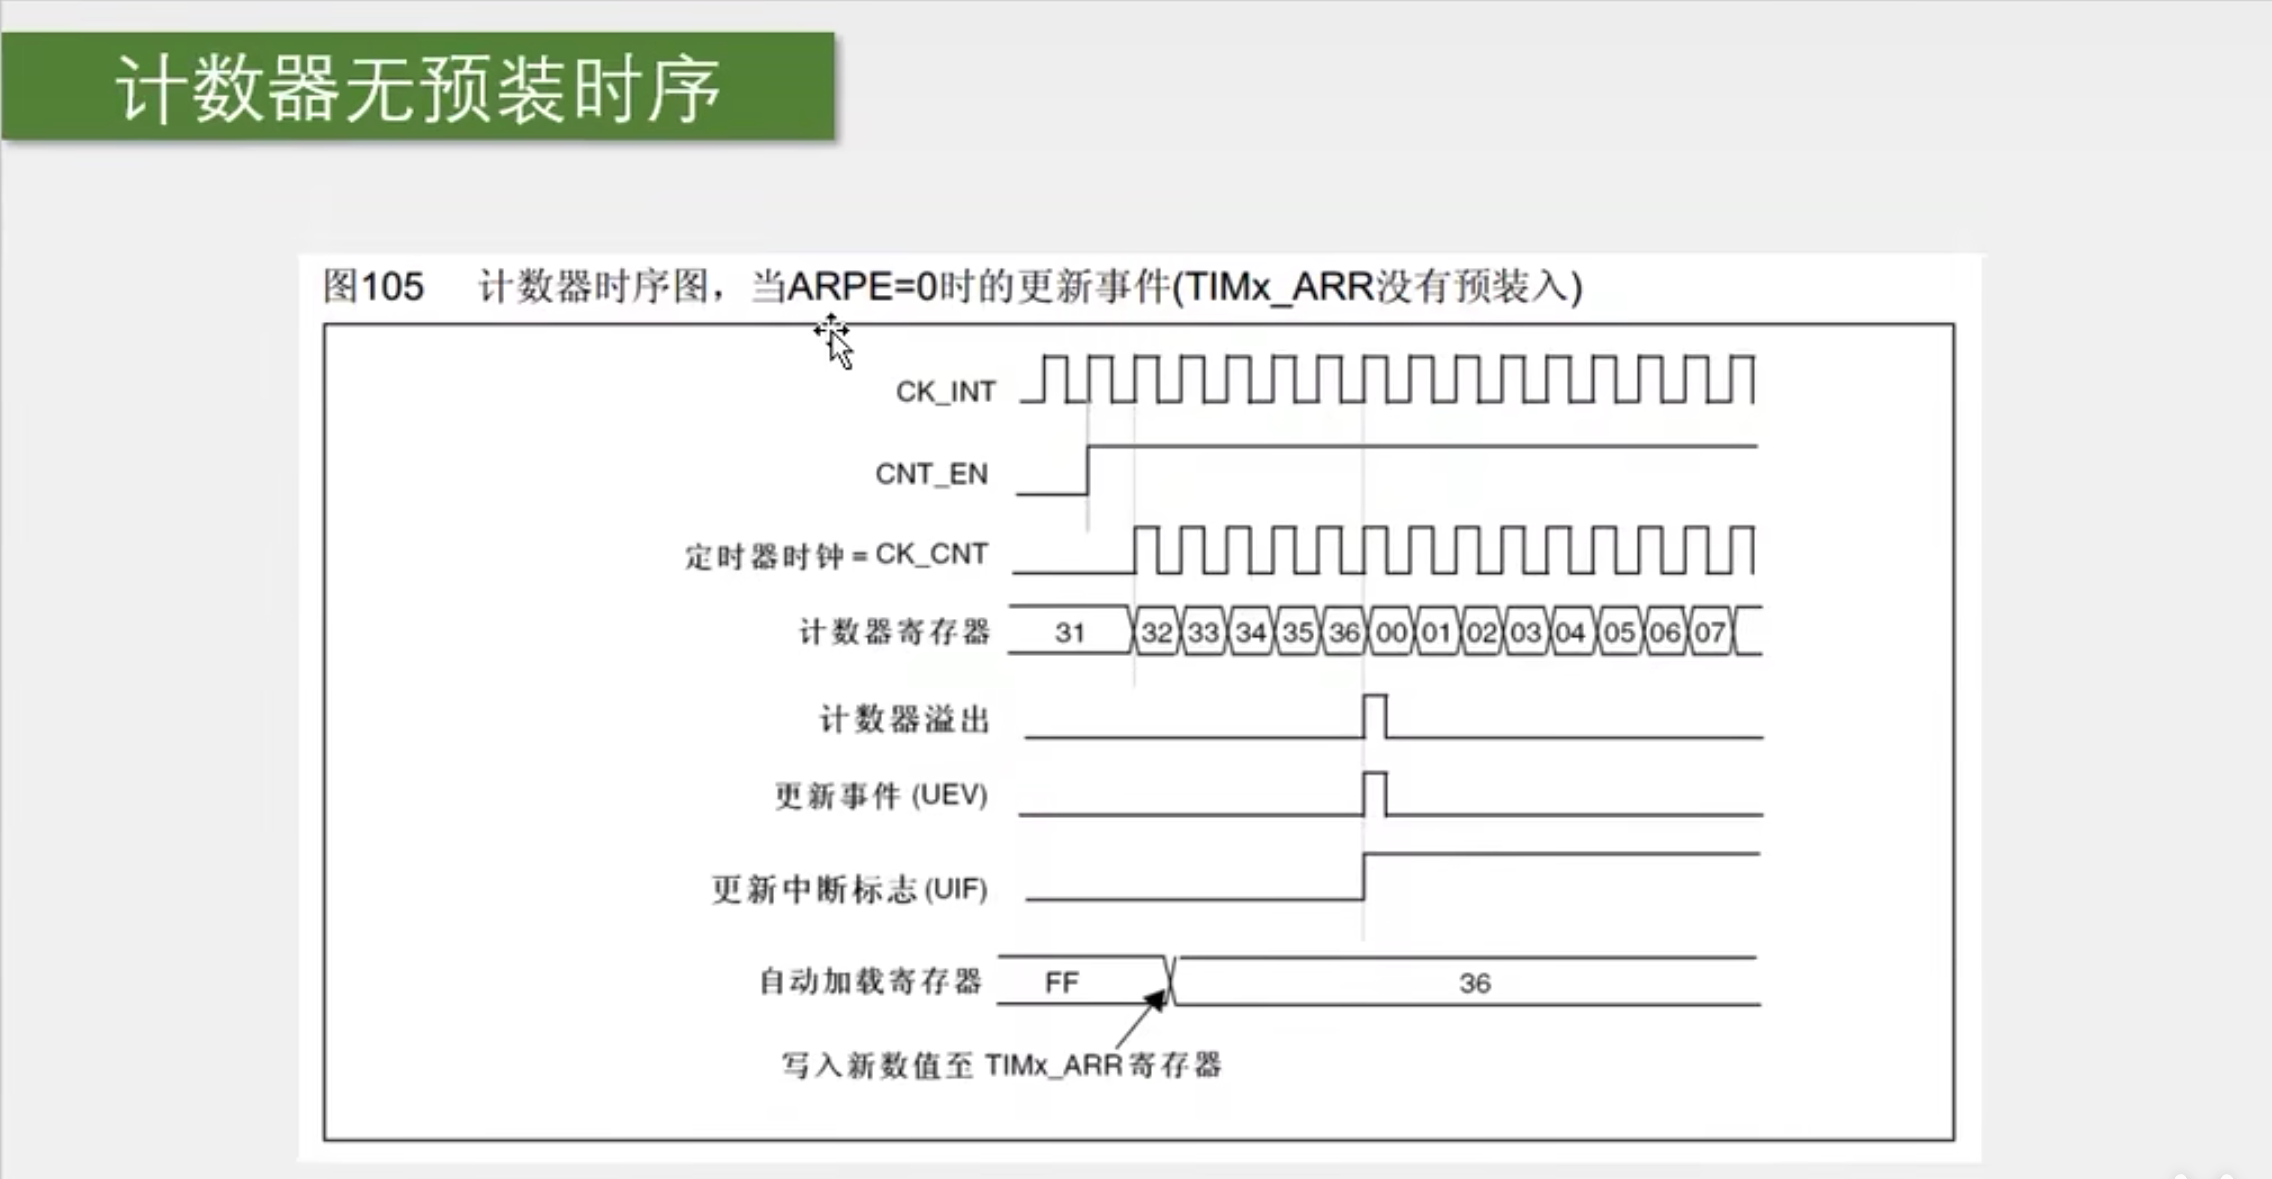 计数器无预装时序
图105 计数器时序图，当ARPE=0时的更新事件(TIMx_ARR没有预装入)
CK_INT
CNT_EN
定时器时钟 = CK_CNT
计数器寄存器 31 32 33 34 35 36 00 01 02 03 04 05 06 07
计数器溢出
更新事件 (UEV)
更新中断标志 (UIF)
自动加载寄存器 FF 36
写入新数值至 TIMx_ARR 寄存器